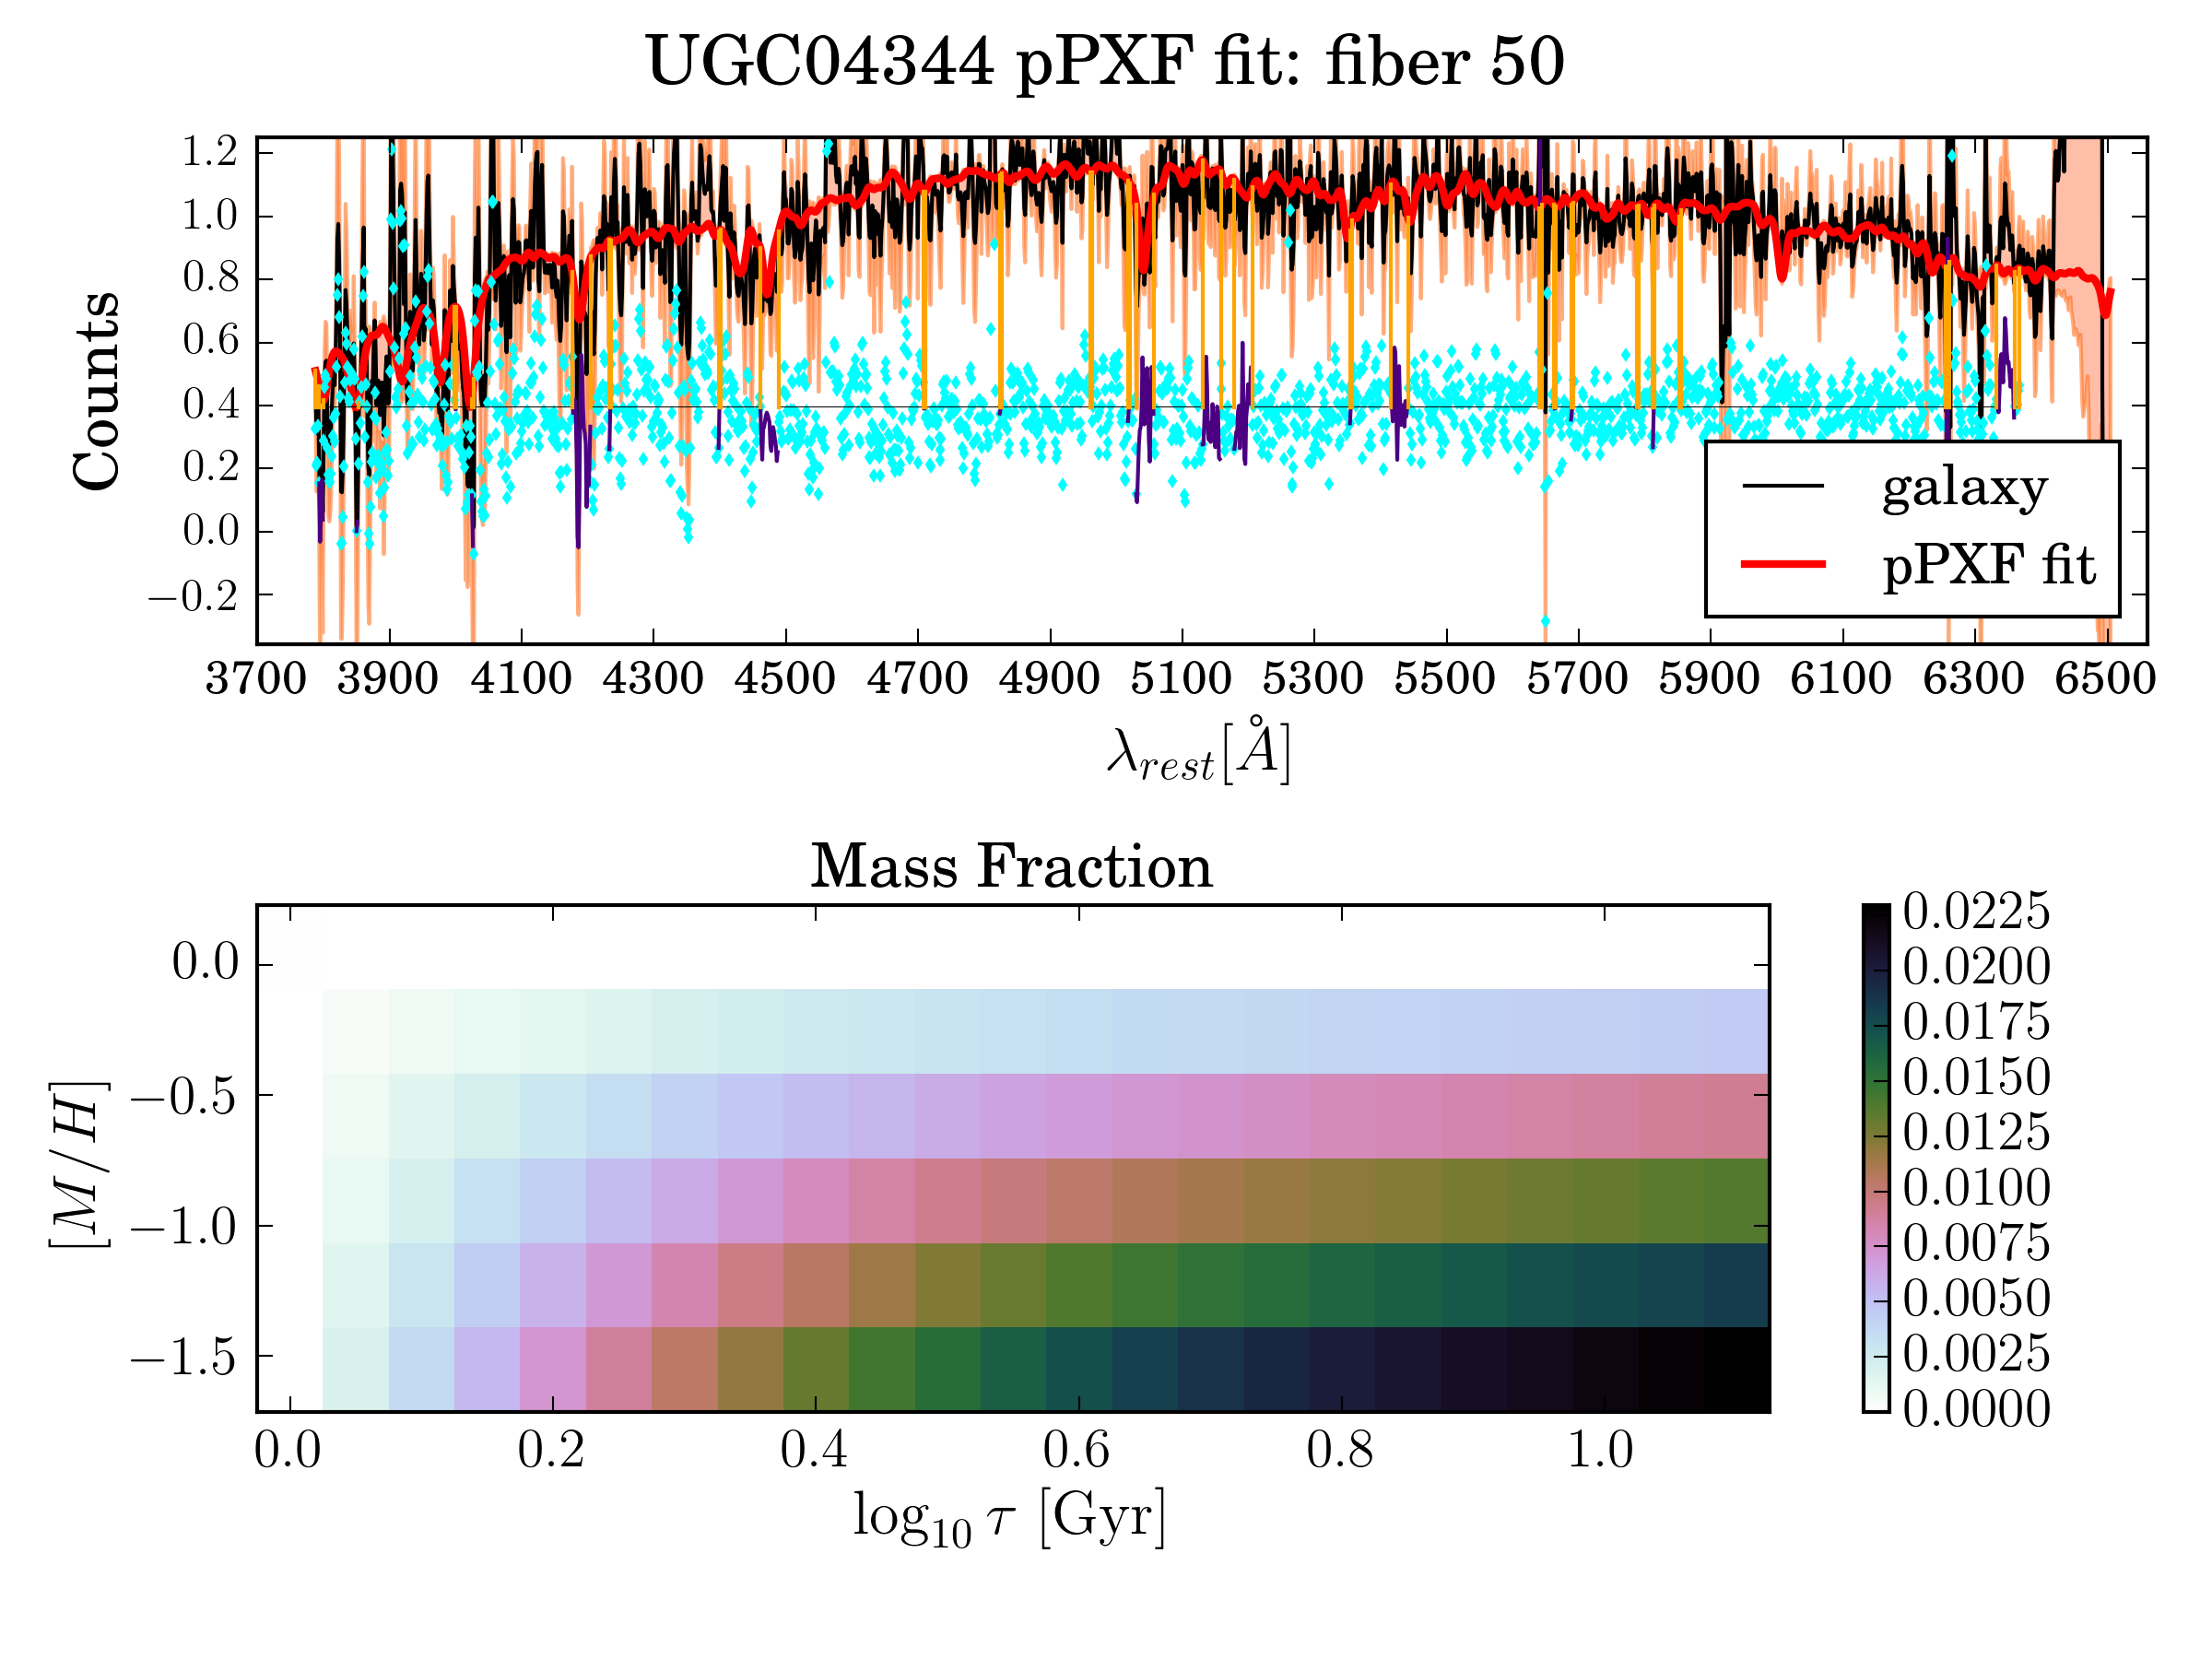 UGC04344 pPXF fit: fiber 50
Counts
1.2
1.0
0.8
0.6
0.4
0.2
0.0
−0.2
galaxy
pPXF fit
3700 3900 4100 4300 4500 4700 4900 5100 5300 5500 5700 5900 6100 6300 6500
λrest[Å]
Mass Fraction
[M/H]
0.0
−0.5
−1.0
−1.5
0.0 0.2 0.4 0.6 0.8 1.0
log10 τ [Gyr]
0.0225
0.0200
0.0175
0.0150
0.0125
0.0100
0.0075
0.0050
0.0025
0.0000